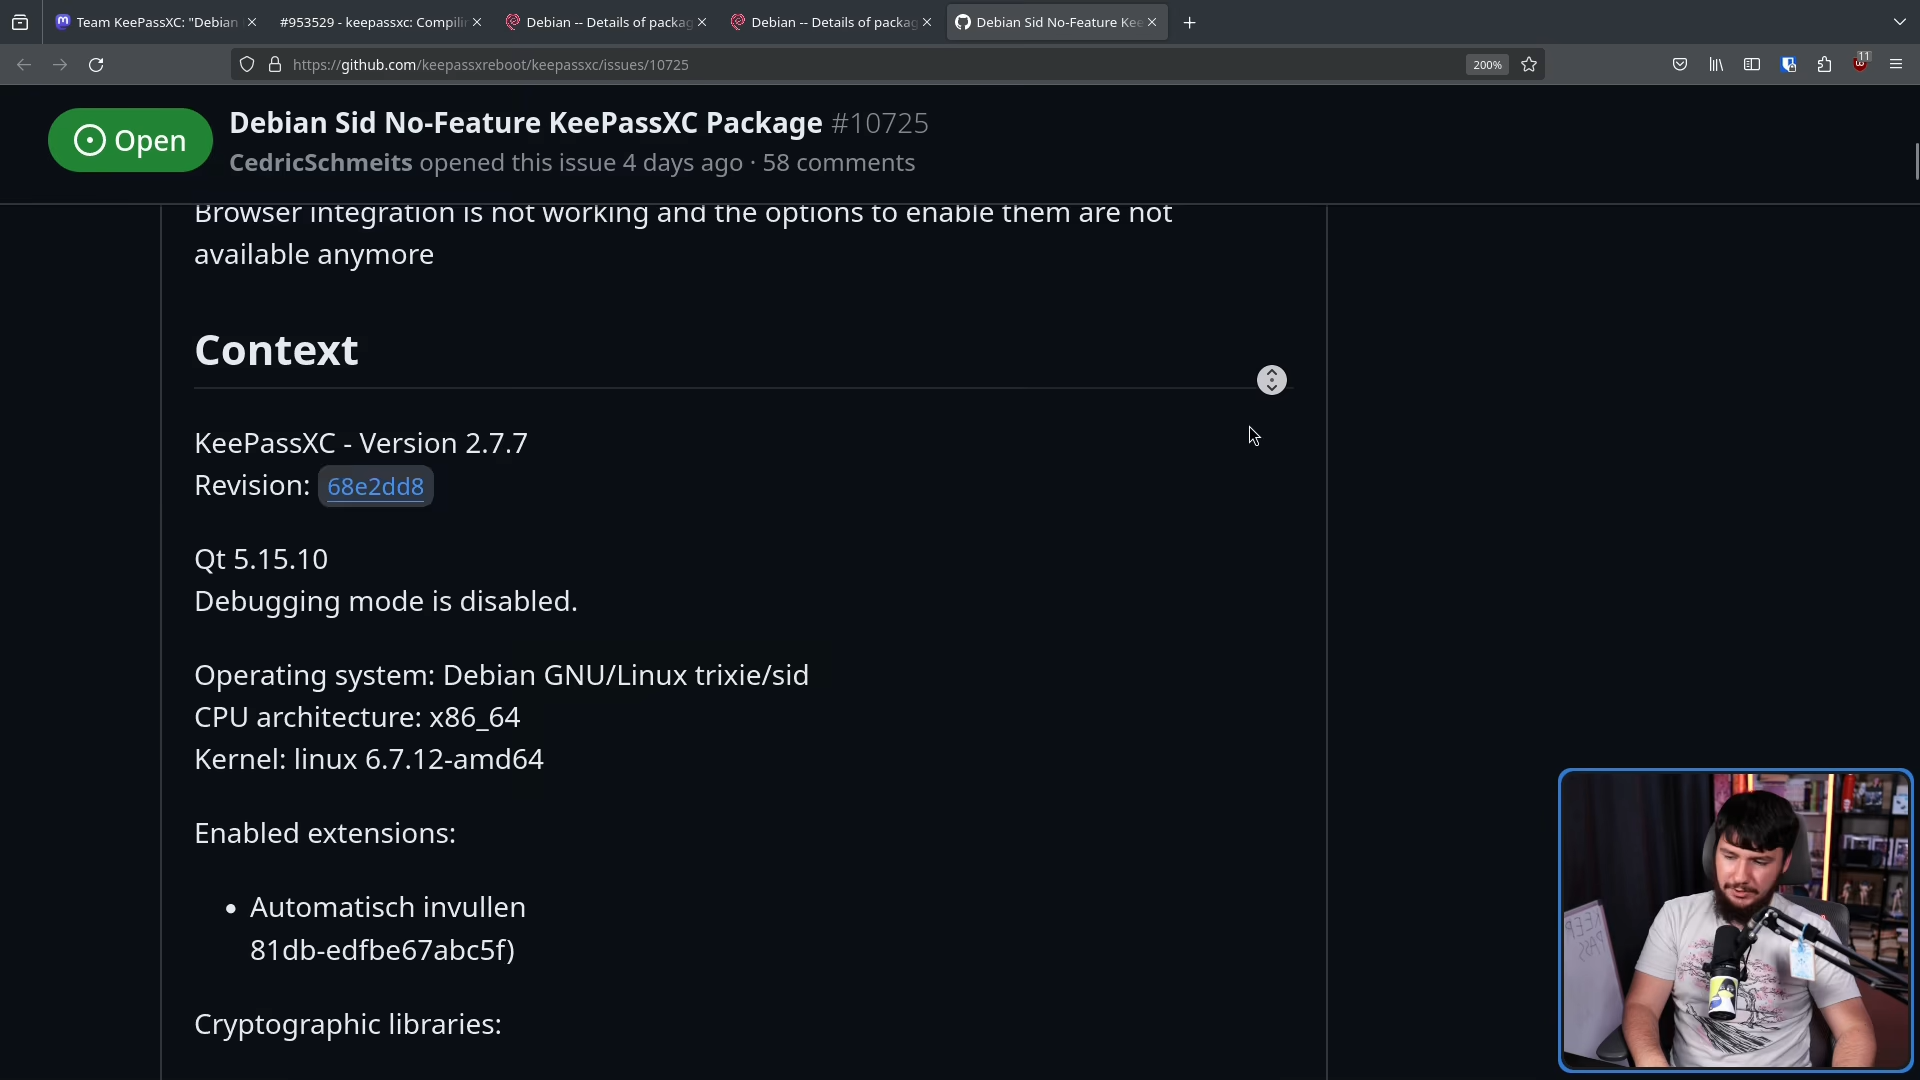 Team KeePassXC: "Debian
#953529 - keepassxc: Compilin
Debian -- Details of packag
Debian -- Details of packag
Debian Sid No-Feature Kee
https://github.com/keepassxreboot/keepassxc/issues/10725
200%
11
Open
Debian Sid No-Feature KeePassXC Package #10725
CedricSchmeits opened this issue 4 days ago · 58 comments
Browser integration is not working and the options to enable them are not
available anymore
Context
KeePassXC - Version 2.7.7
Revision: 68e2dd8
Qt 5.15.10
Debugging mode is disabled.
Operating system: Debian GNU/Linux trixie/sid
CPU architecture: x86_64
Kernel: linux 6.7.12-amd64
Enabled extensions:
• Automatisch invullen
81db-edfbe67abc5f)
Cryptographic libraries: